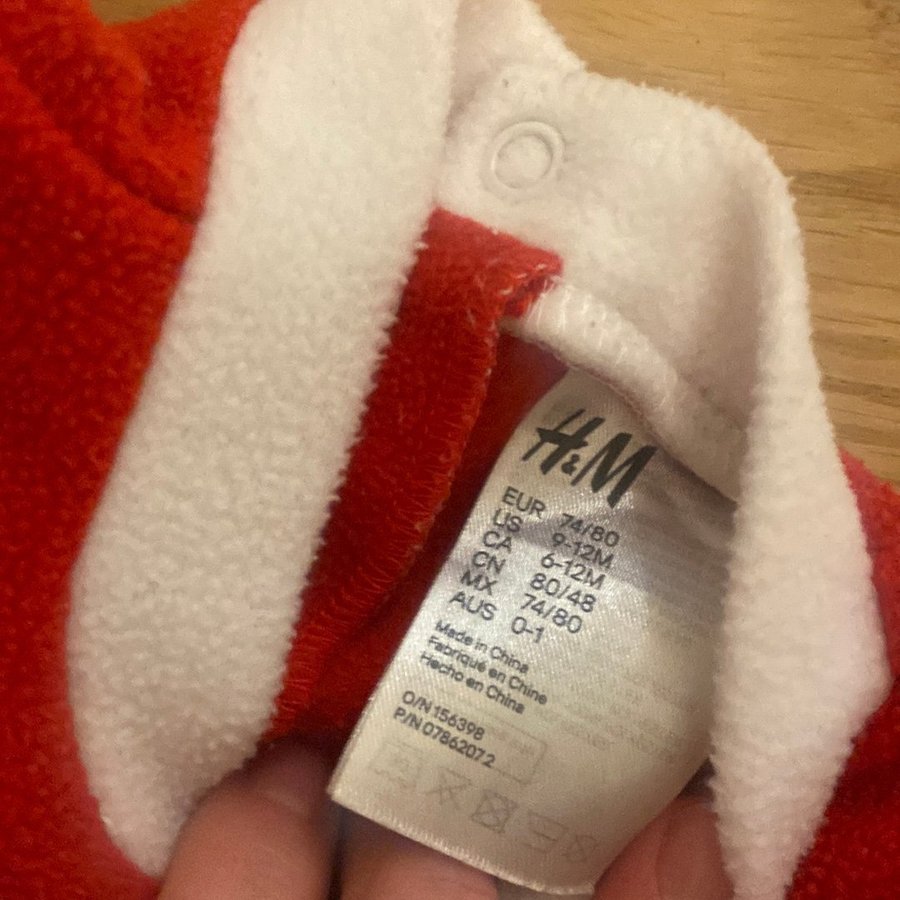 H&M
EUR 74/80
US 9-12M
CA 6-12M
CN 80/48
MX 74/80
AUS 0-1
Made in China
Fabriqué en Chine
Hecho en China
O/N 156398
P/N 07862072